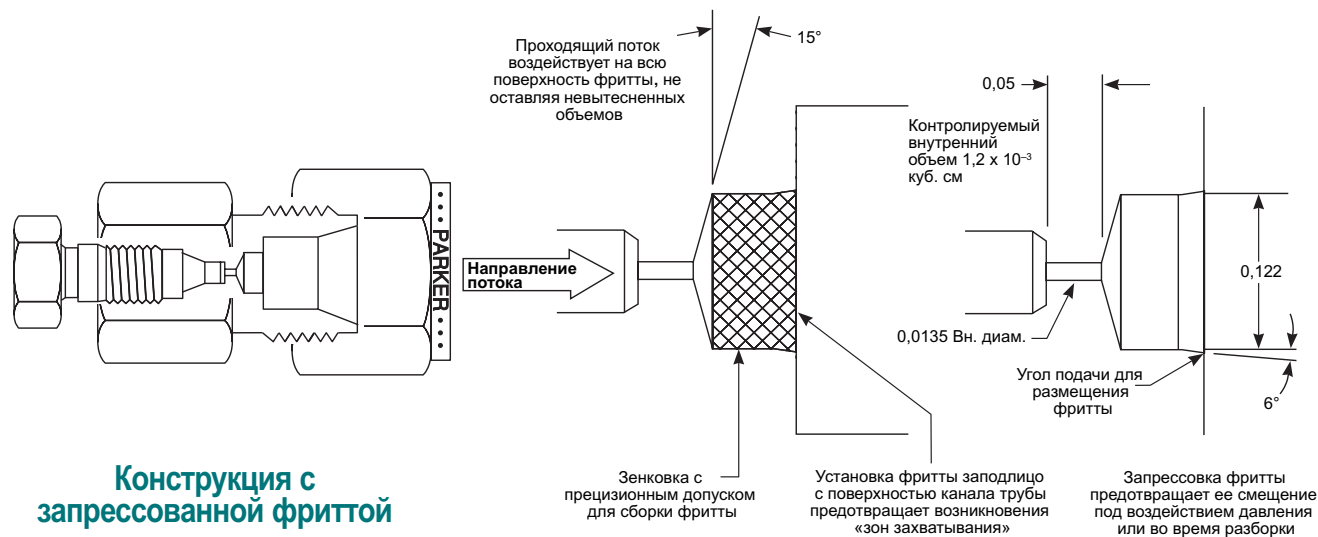 Проходящий поток
воздействует на всю
поверхность фритты, не
оставляя невытесненных
объемов
15°
0,05
Контролируемый
внутренний
объем 1,2 x 10⁻³
куб. см
PARKER
Направление
потока
0,122
0,0135 Вн. диам.
Угол подачи для
размещения
фритты
6°
Конструкция с
запрессованной фриттой
Зенковка с
прецизионным допуском
для сборки фритты
Установка фритты заподлицо
с поверхностью канала трубы
предотвращает возникновения
«зон захватывания»
Запрессовка фритты
предотвращает ее смещение
под воздействием давления
или во время разборки